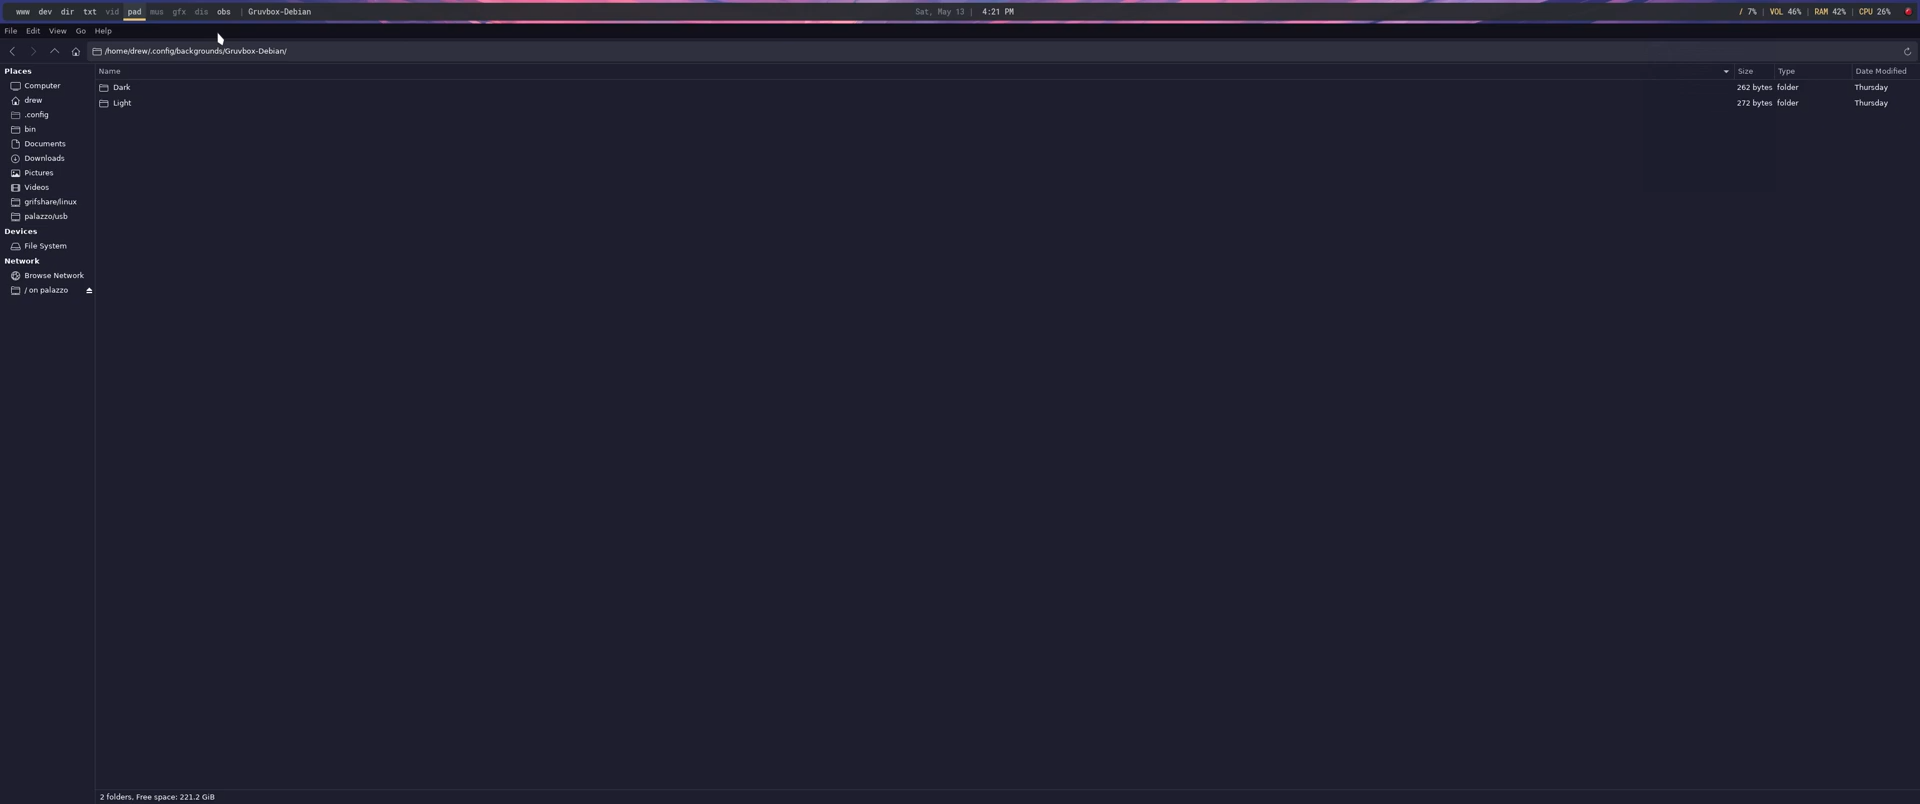 www dev dir txt vid pad mus gfx dis obs | Gruvbox-Debian Sat, May 13 | 4:21 PM / 7% | VOL 46% | RAM 42% | CPU 26%
File Edit View Go Help
/home/drew/.config/backgrounds/Gruvbox-Debian/
Places
Computer
drew
.config
bin
Documents
Downloads
Pictures
Videos
grifshare/linux
palazzo/usb
Devices
File System
Network
Browse Network
/ on palazzo
Name Size Type Date Modified
Dark 262 bytes folder Thursday
Light 272 bytes folder Thursday
2 folders, Free space: 221.2 GiB